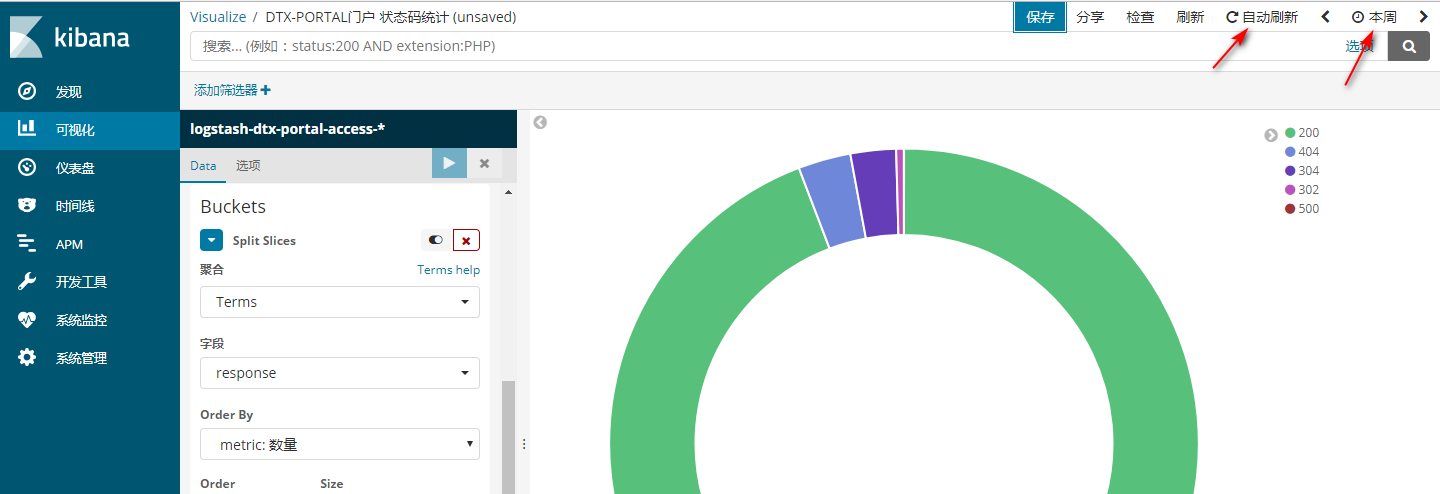 kibana
发现
可视化
仪表盘
时间线
APM
开发工具
系统监控
系统管理
Visualize / DTX-PORTAL门户 状态码统计 (unsaved)
保存 分享 检查 刷新 自动刷新 本周
搜索... (例如：status:200 AND extension:PHP)
选项
添加筛选器
logstash-dtx-portal-access-*
Data 选项
Buckets
Split Slices
聚合 Terms help
Terms
字段
response
Order By
metric: 数量
Order Size
200
404
304
302
500